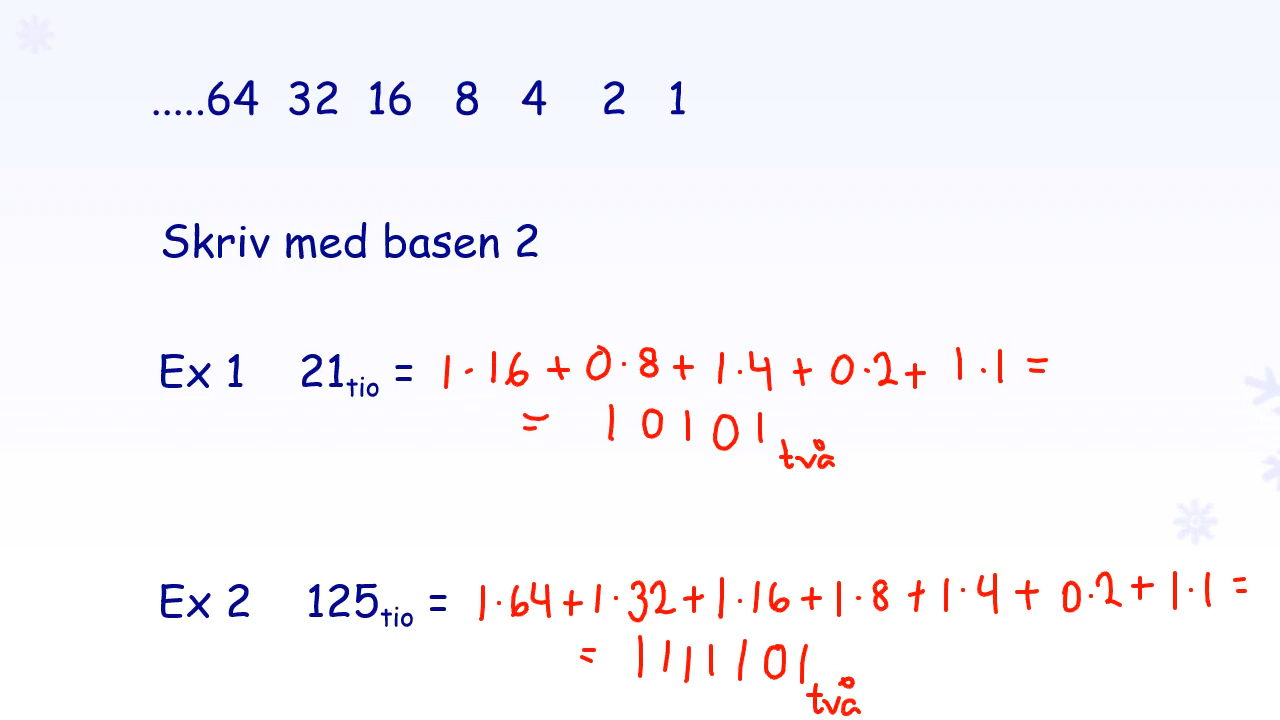 .....64 32 16 8 4 2 1
Skriv med basen 2
Ex 1 21tio = 1·16 + 0·8 + 1·4 + 0·2 + 1·1 =
= 10101två
Ex 2 125tio = 1·64 + 1·32 + 1·16 + 1·8 + 1·4 + 0·2 + 1·1 =
= 1111101två